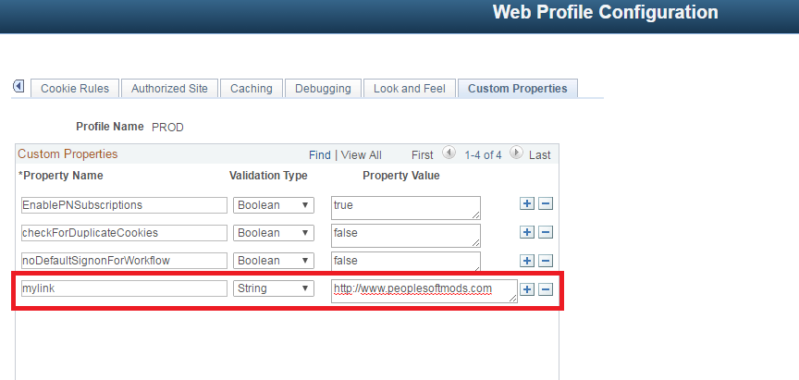 Web Profile Configuration
Cookie Rules Authorized Site Caching Debugging Look and Feel Custom Properties
Profile Name PROD
Custom Properties Find | View All First 1-4 of 4 Last
*Property Name Validation Type Property Value
EnablePNSubscriptions Boolean true
checkForDuplicateCookies Boolean false
noDefaultSignonForWorkflow Boolean false
mylink String http://www.peoplesoftmods.com